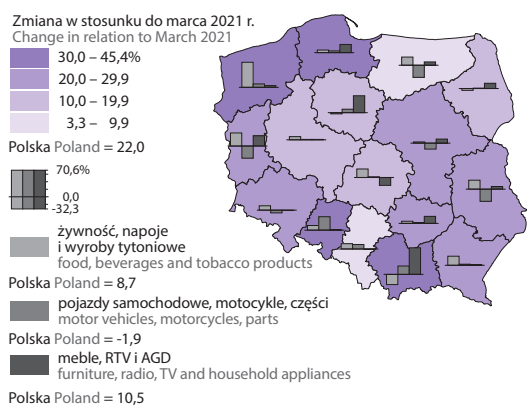 Zmiana w stosunku do marca 2021 r.
Change in relation to March 2021
30,0 – 45,4%
20,0 – 29,9
10,0 – 19,9
3,3 – 9,9
Polska Poland = 22,0
70,6%
0,0
-32,3
żywność, napoje
i wyroby tytoniowe
food, beverages and tobacco products
Polska Poland = 8,7
pojazdy samochodowe, motocykle, części
motor vehicles, motorcycles, parts
Polska Poland = -1,9
meble, RTV i AGD
furniture, radio, TV and household appliances
Polska Poland = 10,5